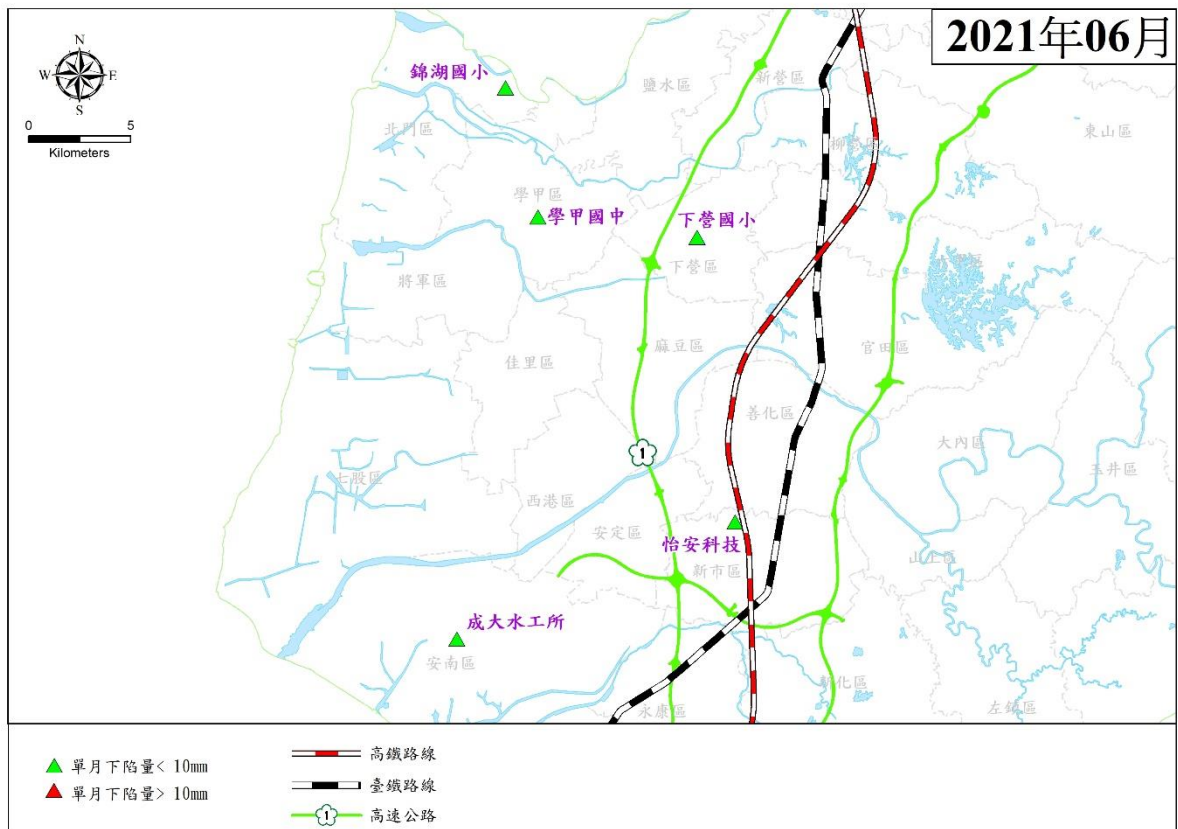 2021年06月
N
W E
S
0 5
Kilometers
錦湖國小
鹽水區
新營區
北門區
東山區
學甲區
學甲國中
下營國小
下營區
將軍區
麻豆區
官田區
佳里區
善化區
大內區
玉井區
1
七股區
西港區
安定區
怡安科技
新市區
山上區
成大水工所
安南區
新化區
永康區
左鎮區
單月下陷量< 10mm
單月下陷量> 10mm
高鐵路線
臺鐵路線
1 高速公路